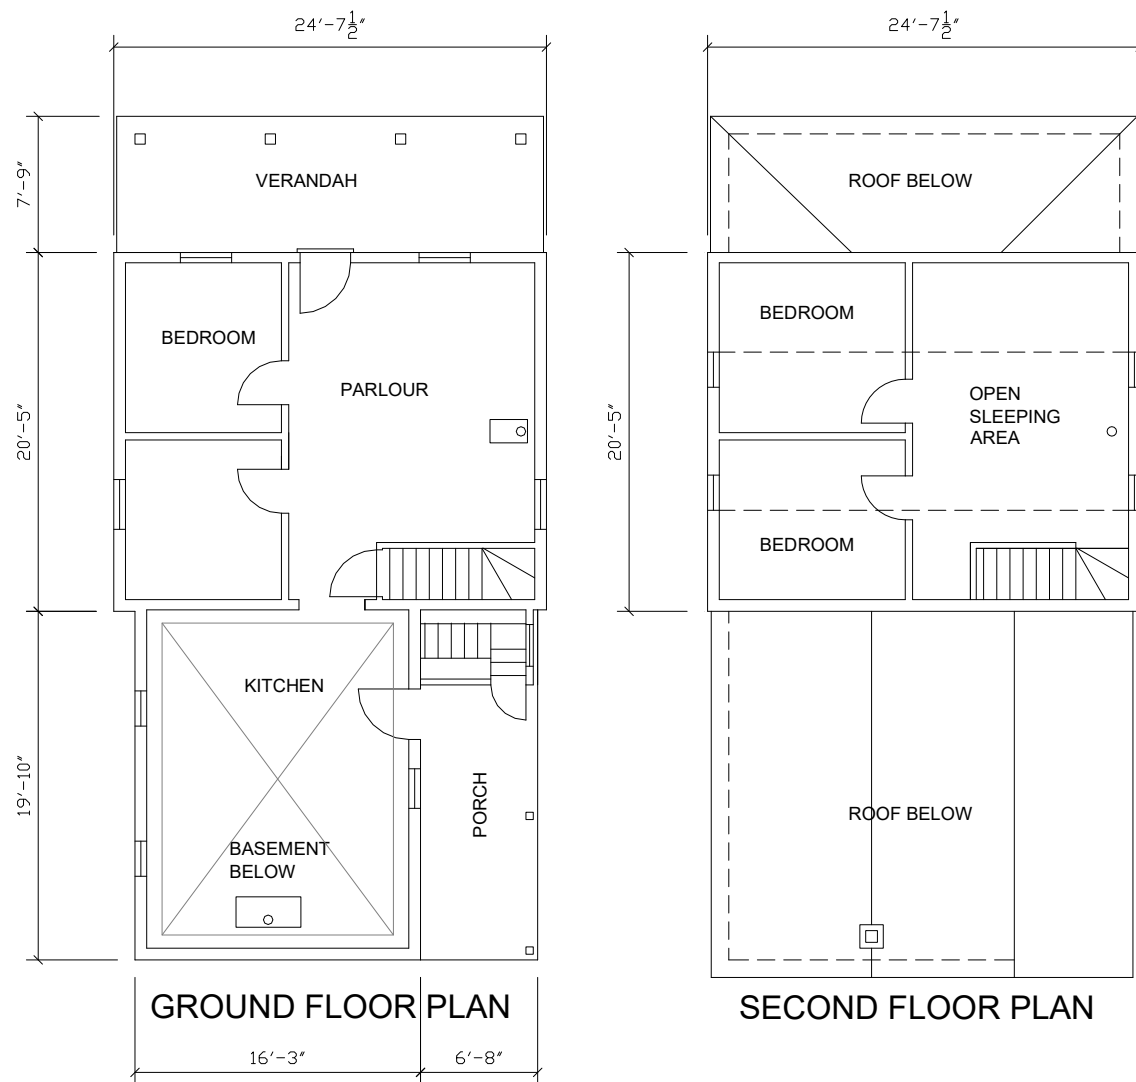 24'-7½"
24'-7½"
7'-9"
VERANDAH
ROOF BELOW
20'-5"
BEDROOM
PARLOUR
20'-5"
BEDROOM
OPEN
SLEEPING
AREA
BEDROOM
19'-10"
KITCHEN
PORCH
BASEMENT
BELOW
ROOF BELOW
GROUND FLOOR PLAN
SECOND FLOOR PLAN
16'-3"
6'-8"